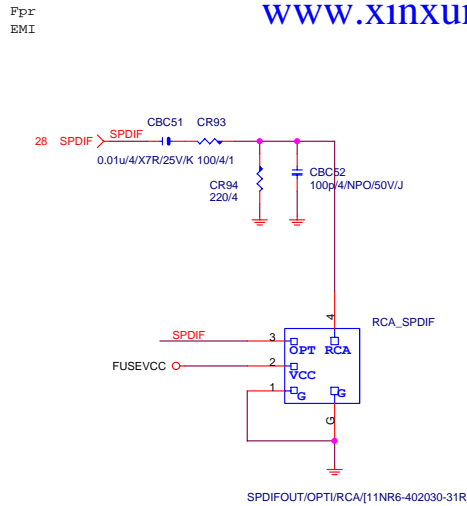 Fpr
EMI
www.xinxun
CBC51 CR93
28 SPDIF SPDIF
0.01u/4/X7R/25V/K 100/4/1
CR94
220/4
CBC52
100p/4/NPO/50V/J
RCA_SPDIF
4
SPDIF 3
OPT RCA
FUSEVCC 2
VCC
1
G G
G
SPDIFOUT/OPTI/RCA/[11NR6-402030-31R